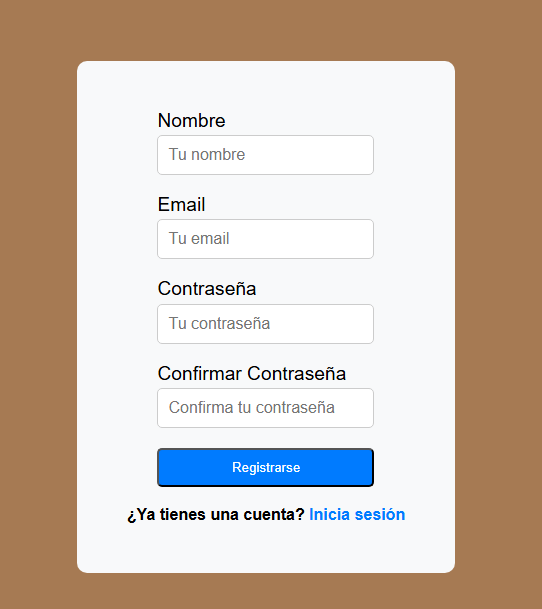 Nombre
Tu nombre
Email
Tu email
Contraseña
Tu contraseña
Confirmar Contraseña
Confirma tu contraseña
Registrarse
¿Ya tienes una cuenta? Inicia sesión